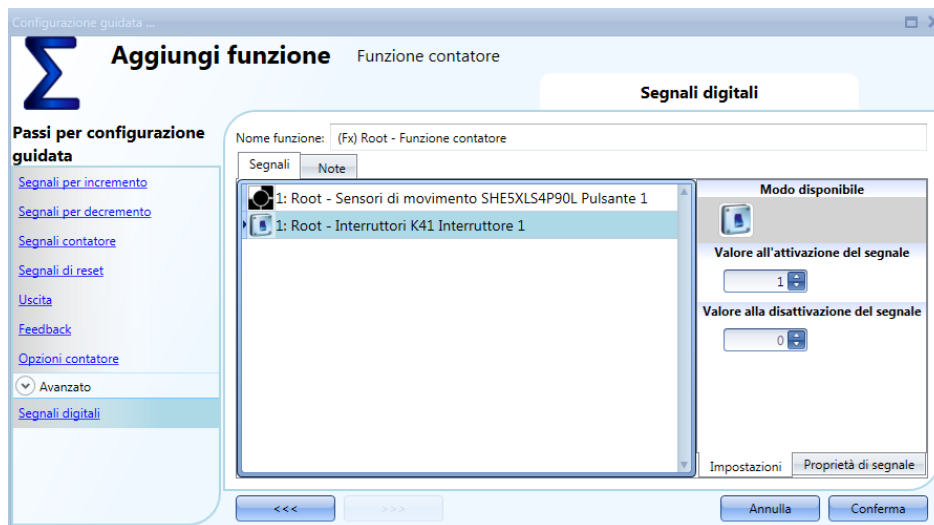 Configurazione guidata ...
Aggiungi funzione
Funzione contatore
Segnali digitali
Passi per configurazione
guidata
Segnali per incremento
Segnali per decremento
Segnali contatore
Segnali di reset
Uscita
Feedback
Opzioni contatore
Avanzato
Segnali digitali
Nome funzione: (Fx) Root - Funzione contatore
Segnali
Note
1: Root - Sensori di movimento SHE5XLS4P90L Pulsante 1
1: Root - Interruttori K41 Interruttore 1
Modo disponibile
Valore all'attivazione del segnale
1
Valore alla disattivazione del segnale
0
Impostazioni
Proprietà di segnale
<<<
>>>
Annulla
Conferma